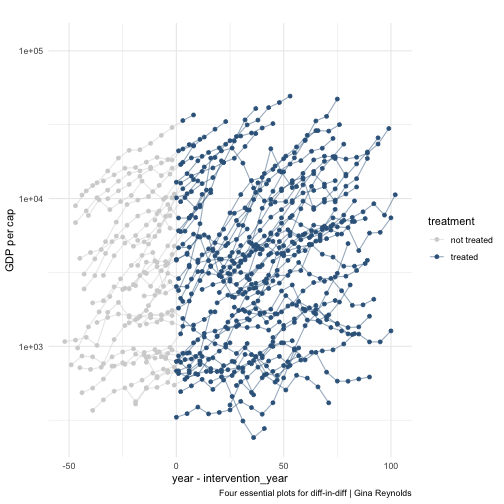 1e+05
1e+04
1e+03
GDP per cap
-50
0
50
100
year - intervention_year
treatment
not treated
treated
Four essential plots for diff-in-diff | Gina Reynolds